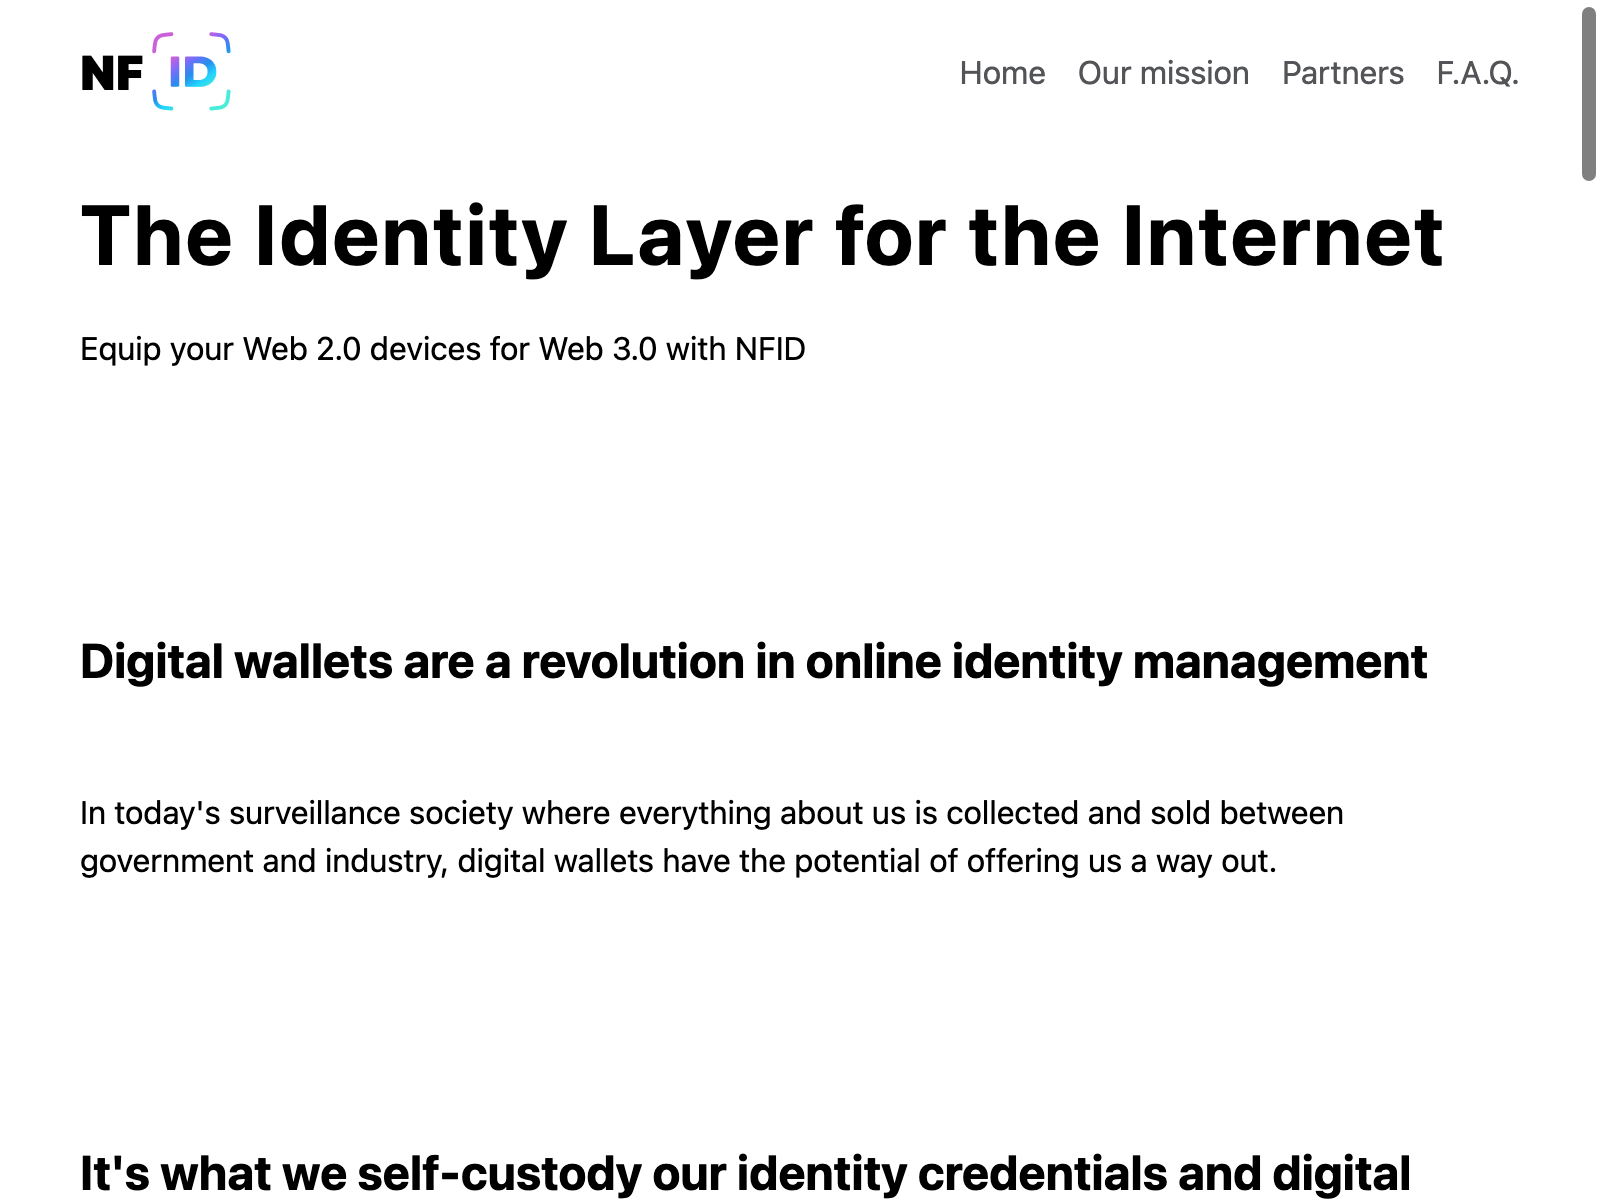 NF ID
Home Our mission Partners F.A.Q.
The Identity Layer for the Internet
Equip your Web 2.0 devices for Web 3.0 with NFID
Digital wallets are a revolution in online identity management
In today's surveillance society where everything about us is collected and sold between
government and industry, digital wallets have the potential of offering us a way out.
It's what we self-custody our identity credentials and digital